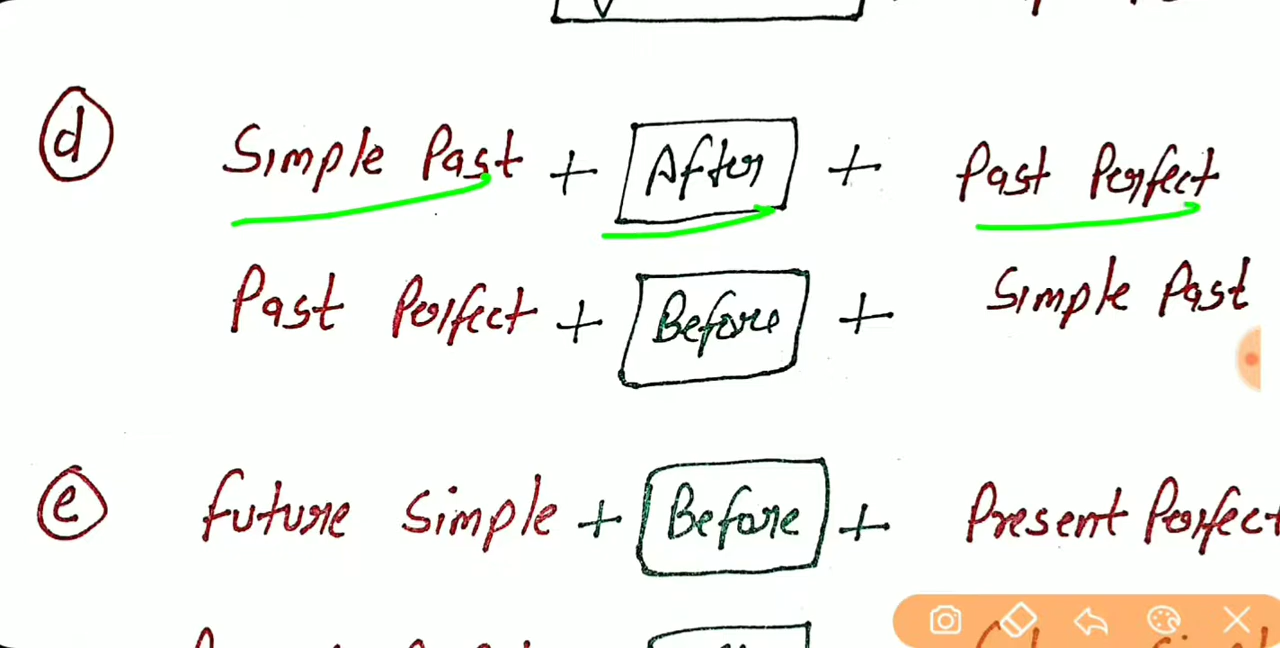 d Simple Past + After + Past Perfect
Past Perfect + Before + Simple Past
e future simple + Before + Present Perfect